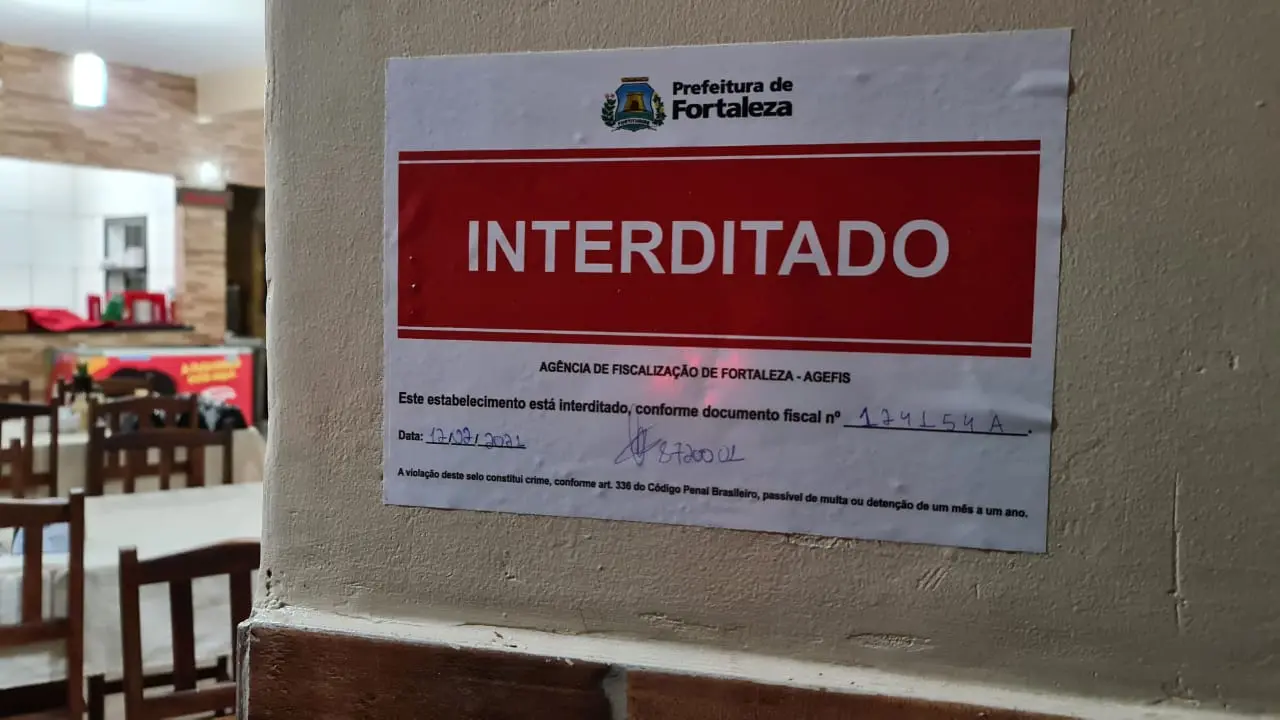 Prefeitura de
Fortaleza
INTERDITADO
AGÊNCIA DE FISCALIZAÇÃO DE FORTALEZA - AGEFIS
Este estabelecimento está interditado, conforme documento fiscal nº 174154A.
Data: 17/02/2021
A violação deste selo constitui crime, conforme art. 336 do Código Penal Brasileiro, passível de multa ou detenção de um mês a um ano.